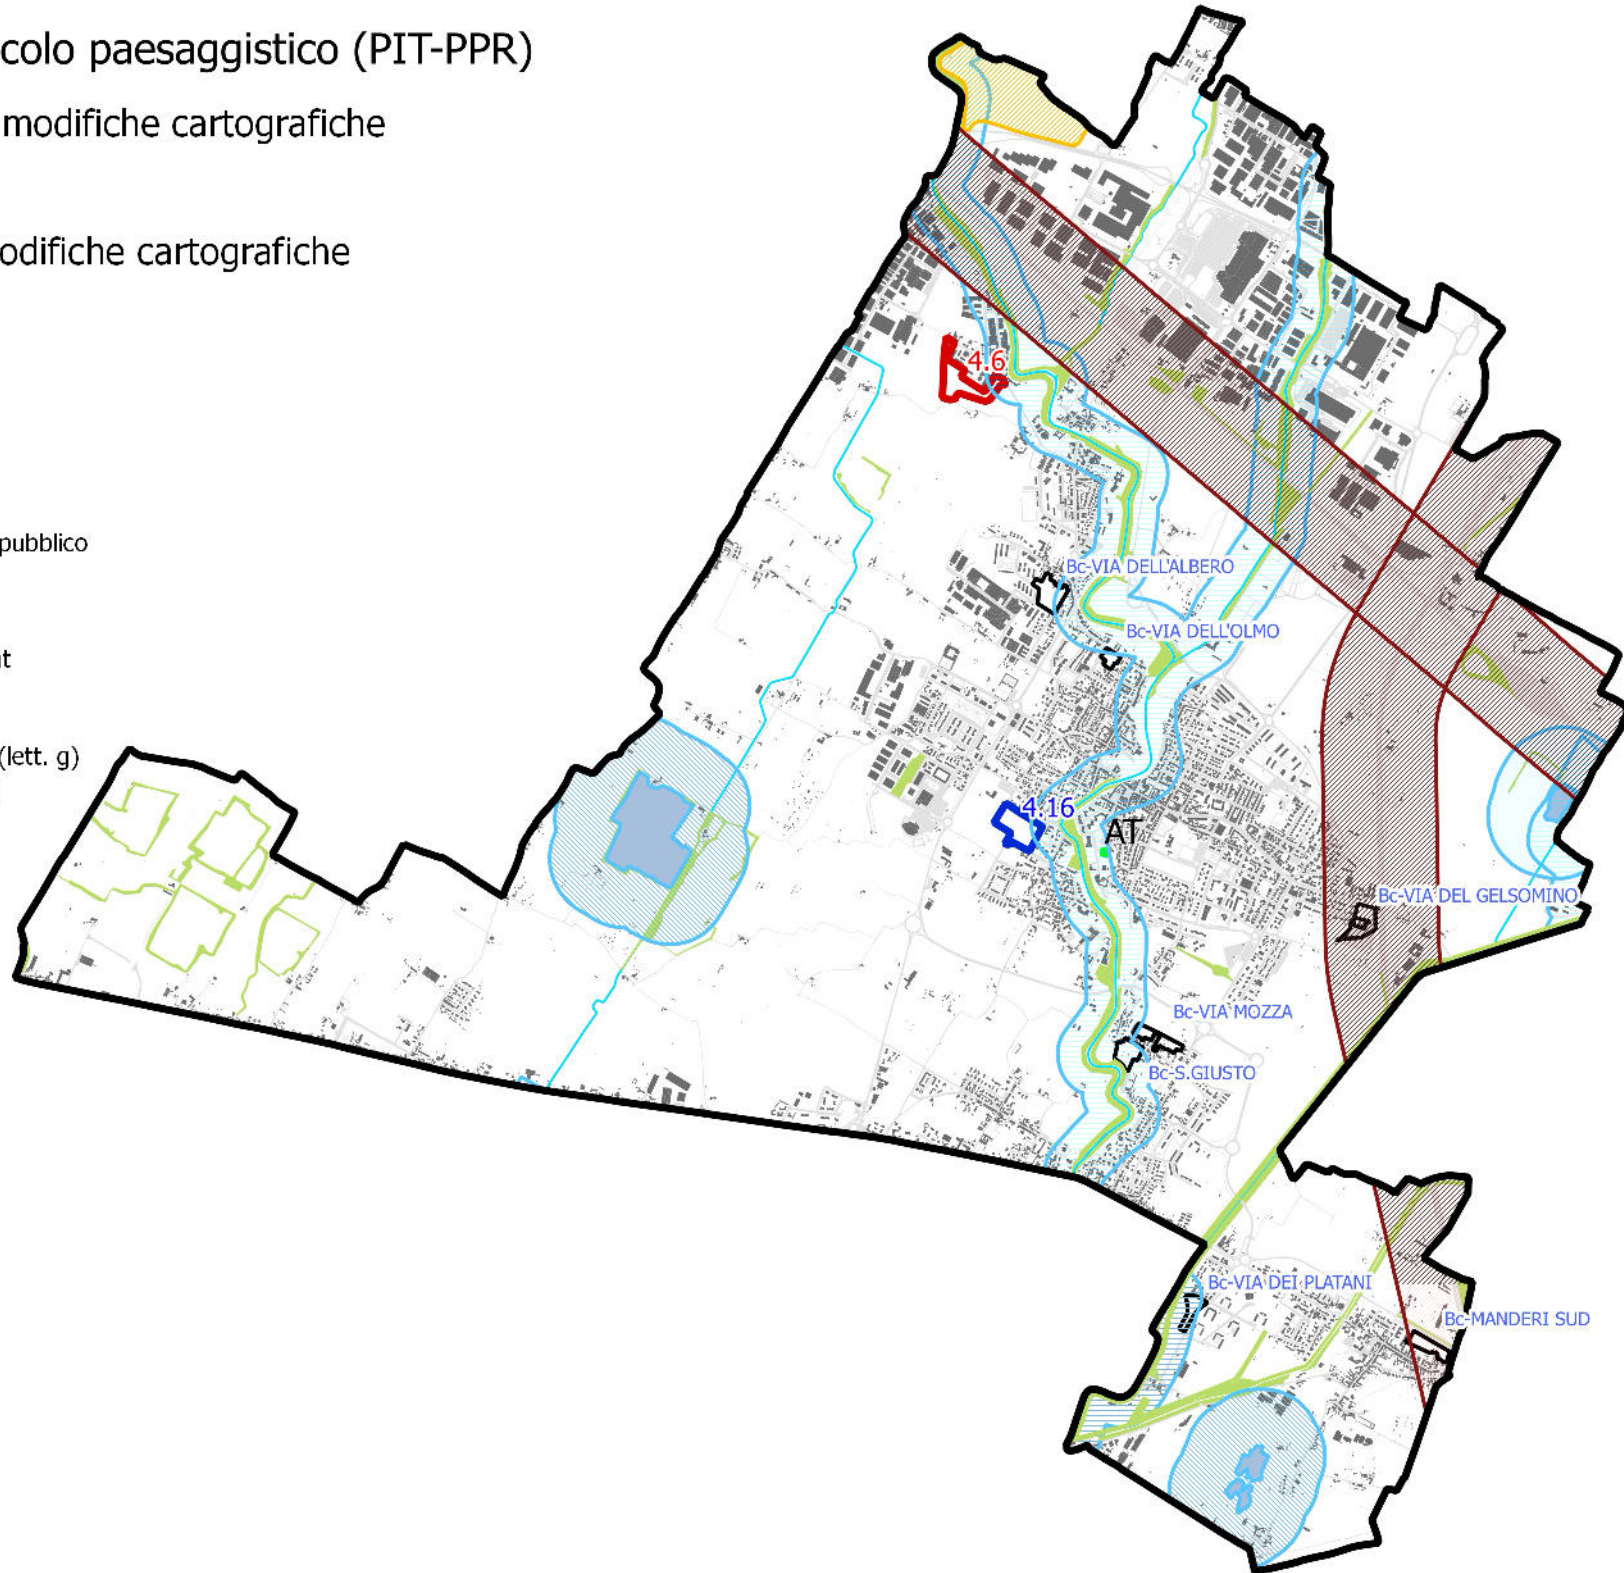 colo paesaggistico (PIT-PPR)
modifiche cartografiche
odifiche cartografiche
pubblico
(lett. g)
4.6
Bc-VIA DELL'ALBERO
Bc-VIA DELL'OLMO
4.16
AT
Bc-VIA DEL GELSOMINO
Bc-VIA MOZZA
Bc-S.GIUSTO
Bc-VIA DEI PLATANI
Bc-MANDERI SUD